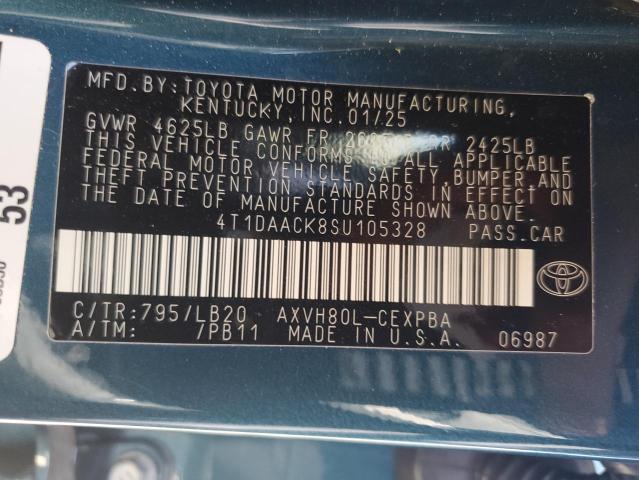 MFD. BY: TOYOTA MOTOR MANUFACTURING,
KENTUCKY, INC. 01/25
GVWR 4625LB GAWR FR RR 2425LB
THIS VEHICLE CONFORMS TO ALL APPLICABLE
FEDERAL MOTOR VEHICLE SAFETY, BUMPER AND
THEFT PREVENTION STANDARDS IN EFFECT ON
THE DATE OF MANUFACTURE SHOWN ABOVE.
4T1DAACK8SU105328 PASS.CAR
TOYOTA
C/TR: 795/LB20 AXVH80L-CEXPBA
A/TM: /PB11 MADE IN U.S.A. 06987
53